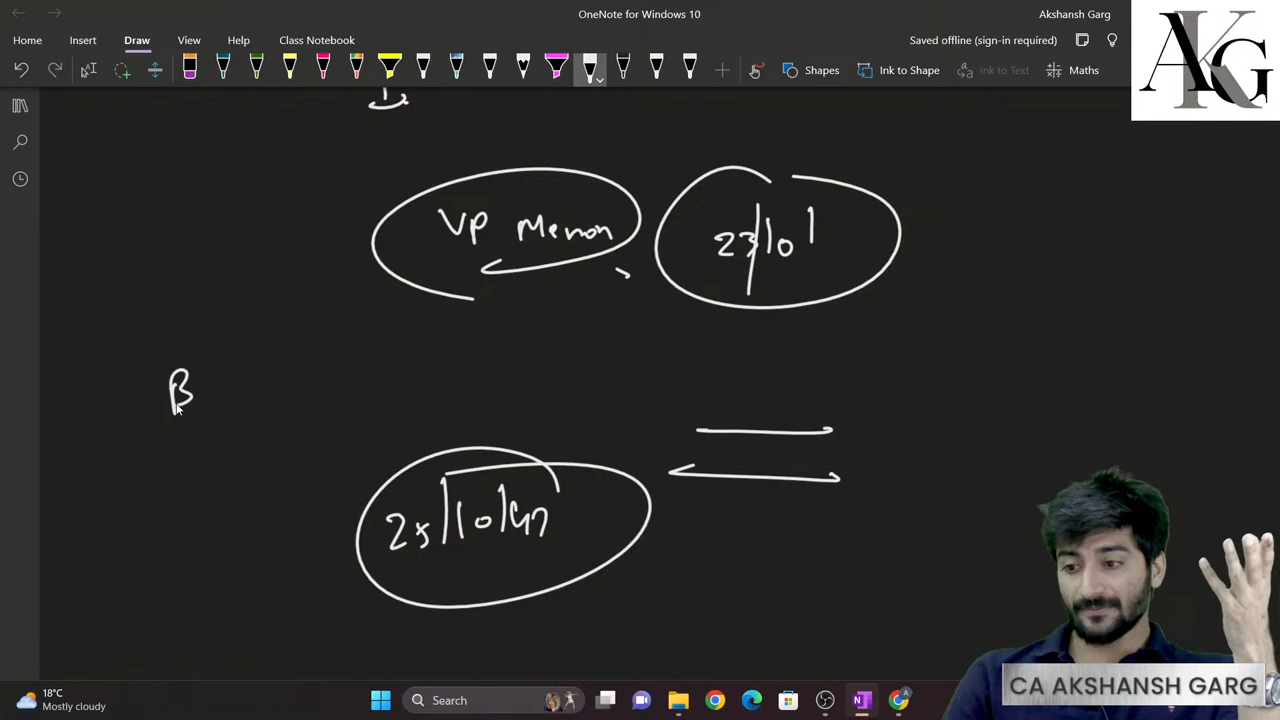 OneNote for Windows 10
Akshansh Garg
Home Insert Draw View Help Class Notebook
Saved offline (sign-in required)
Shapes Ink to Shape Ink to Text Maths
AKG
VP Menon
23|10|
B
25|10|47
CA AKSHANSH GARG
18°C
Mostly cloudy
Search